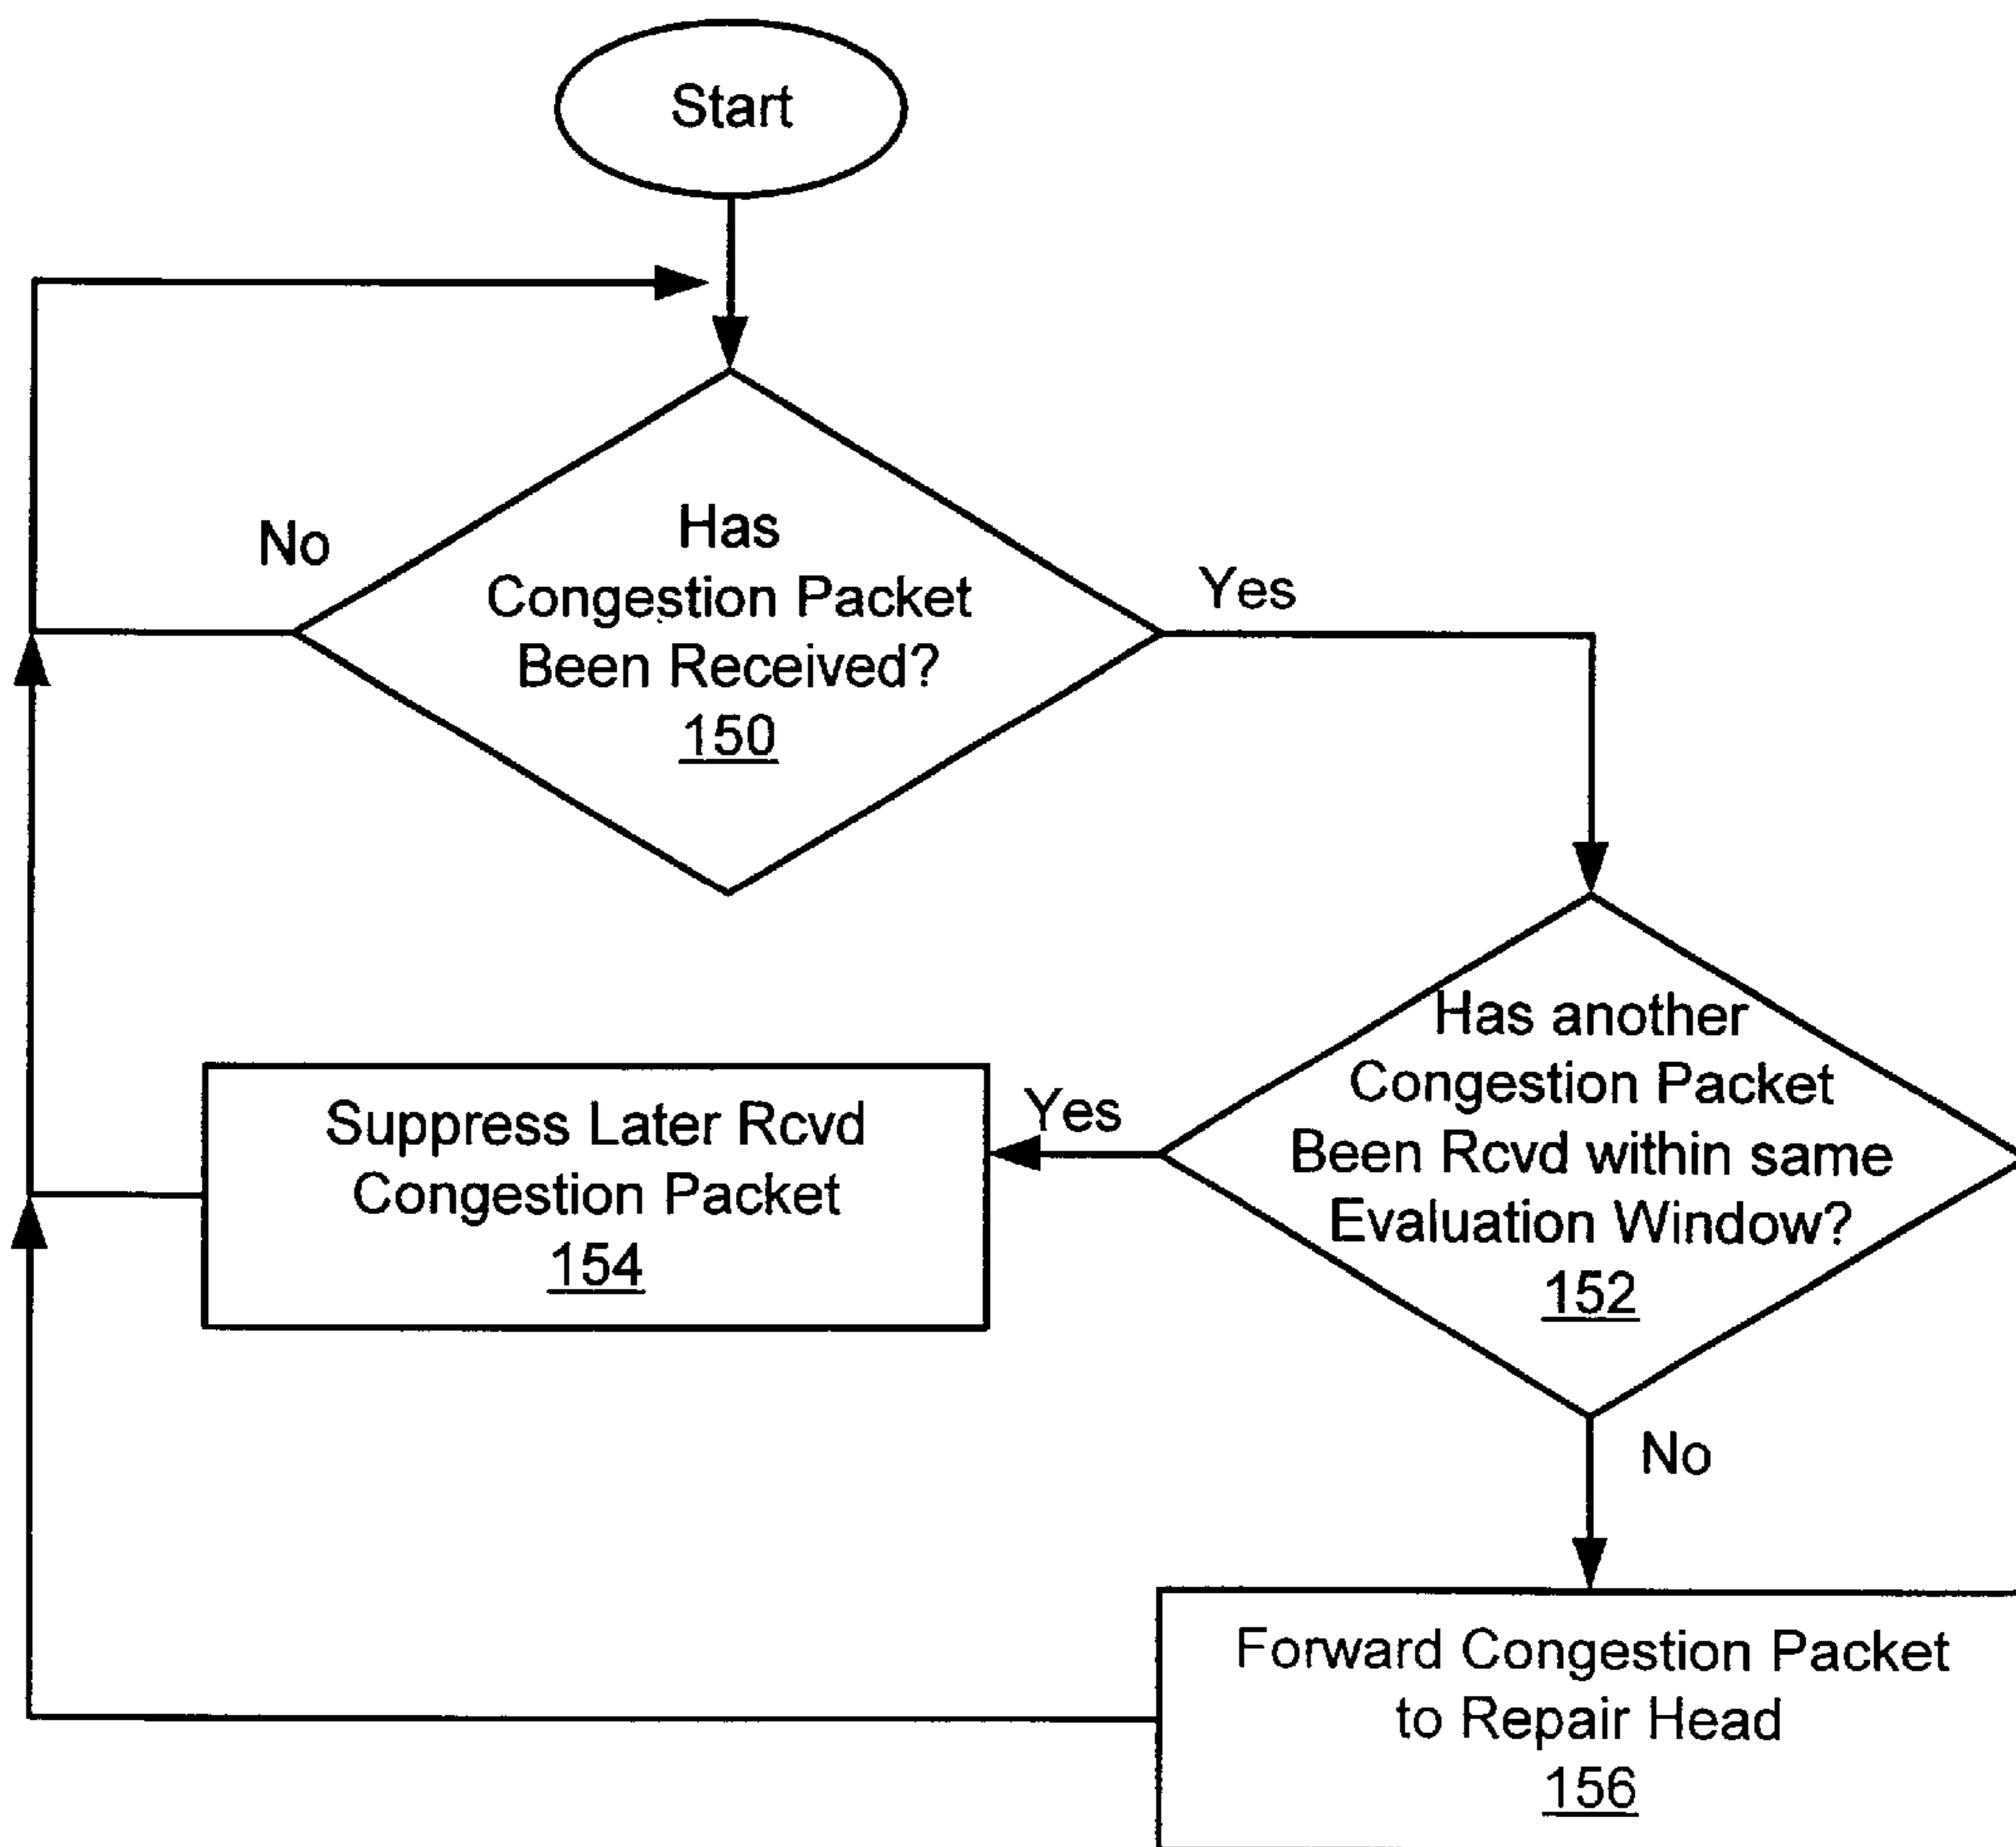 Start
No
Has
Congestion Packet
Been Received?
150
Yes
Has another
Congestion Packet
Been Rcvd within same
Evaluation Window?
152
Yes
Suppress Later Rcvd
Congestion Packet
154
No
Forward Congestion Packet
to Repair Head
156